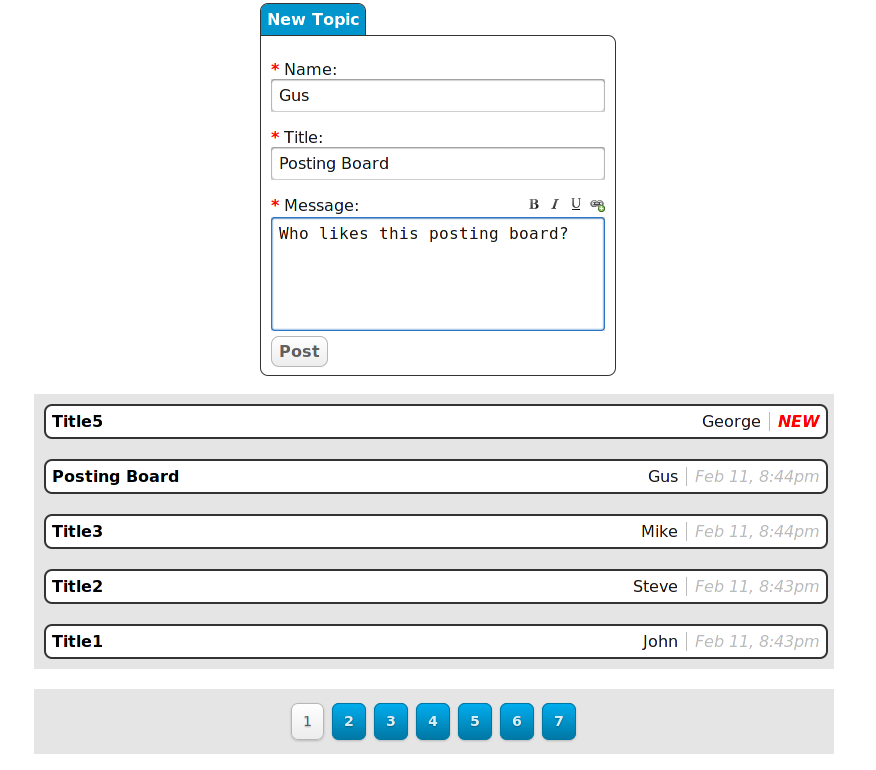 New Topic
* Name:
Gus
* Title:
Posting Board
* Message: B I U
Who likes this posting board?
Post
Title5 George NEW
Posting Board Gus Feb 11, 8:44pm
Title3 Mike Feb 11, 8:44pm
Title2 Steve Feb 11, 8:43pm
Title1 John Feb 11, 8:43pm
1 2 3 4 5 6 7